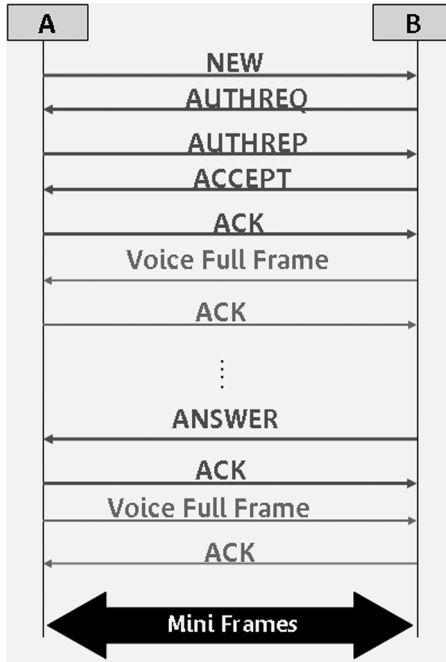 A B
NEW
AUTHREQ
AUTHREP
ACCEPT
ACK
Voice Full Frame
ACK
ANSWER
ACK
Voice Full Frame
ACK
Mini Frames